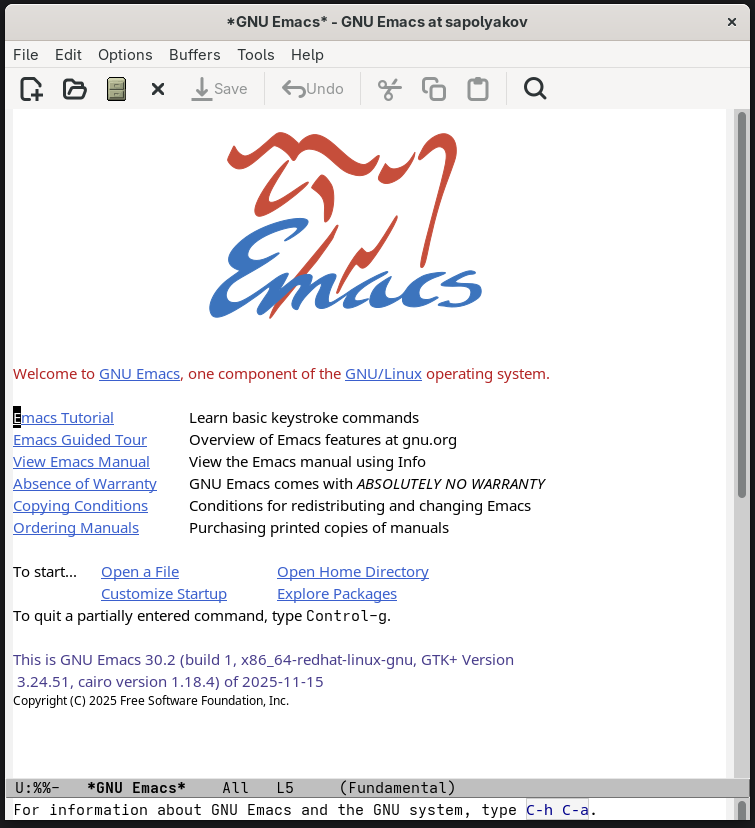 *GNU Emacs* - GNU Emacs at sapolyakov
File Edit Options Buffers Tools Help
Save Undo
Emacs
Welcome to GNU Emacs, one component of the GNU/Linux operating system.
Emacs Tutorial Learn basic keystroke commands
Emacs Guided Tour Overview of Emacs features at gnu.org
View Emacs Manual View the Emacs manual using Info
Absence of Warranty GNU Emacs comes with ABSOLUTELY NO WARRANTY
Copying Conditions Conditions for redistributing and changing Emacs
Ordering Manuals Purchasing printed copies of manuals
To start... Open a File Open Home Directory
Customize Startup Explore Packages
To quit a partially entered command, type Control-g.
This is GNU Emacs 30.2 (build 1, x86_64-redhat-linux-gnu, GTK+ Version
3.24.51, cairo version 1.18.4) of 2025-11-15
Copyright (C) 2025 Free Software Foundation, Inc.
U:%%- *GNU Emacs* All L5 (Fundamental)
For information about GNU Emacs and the GNU system, type C-h C-a.